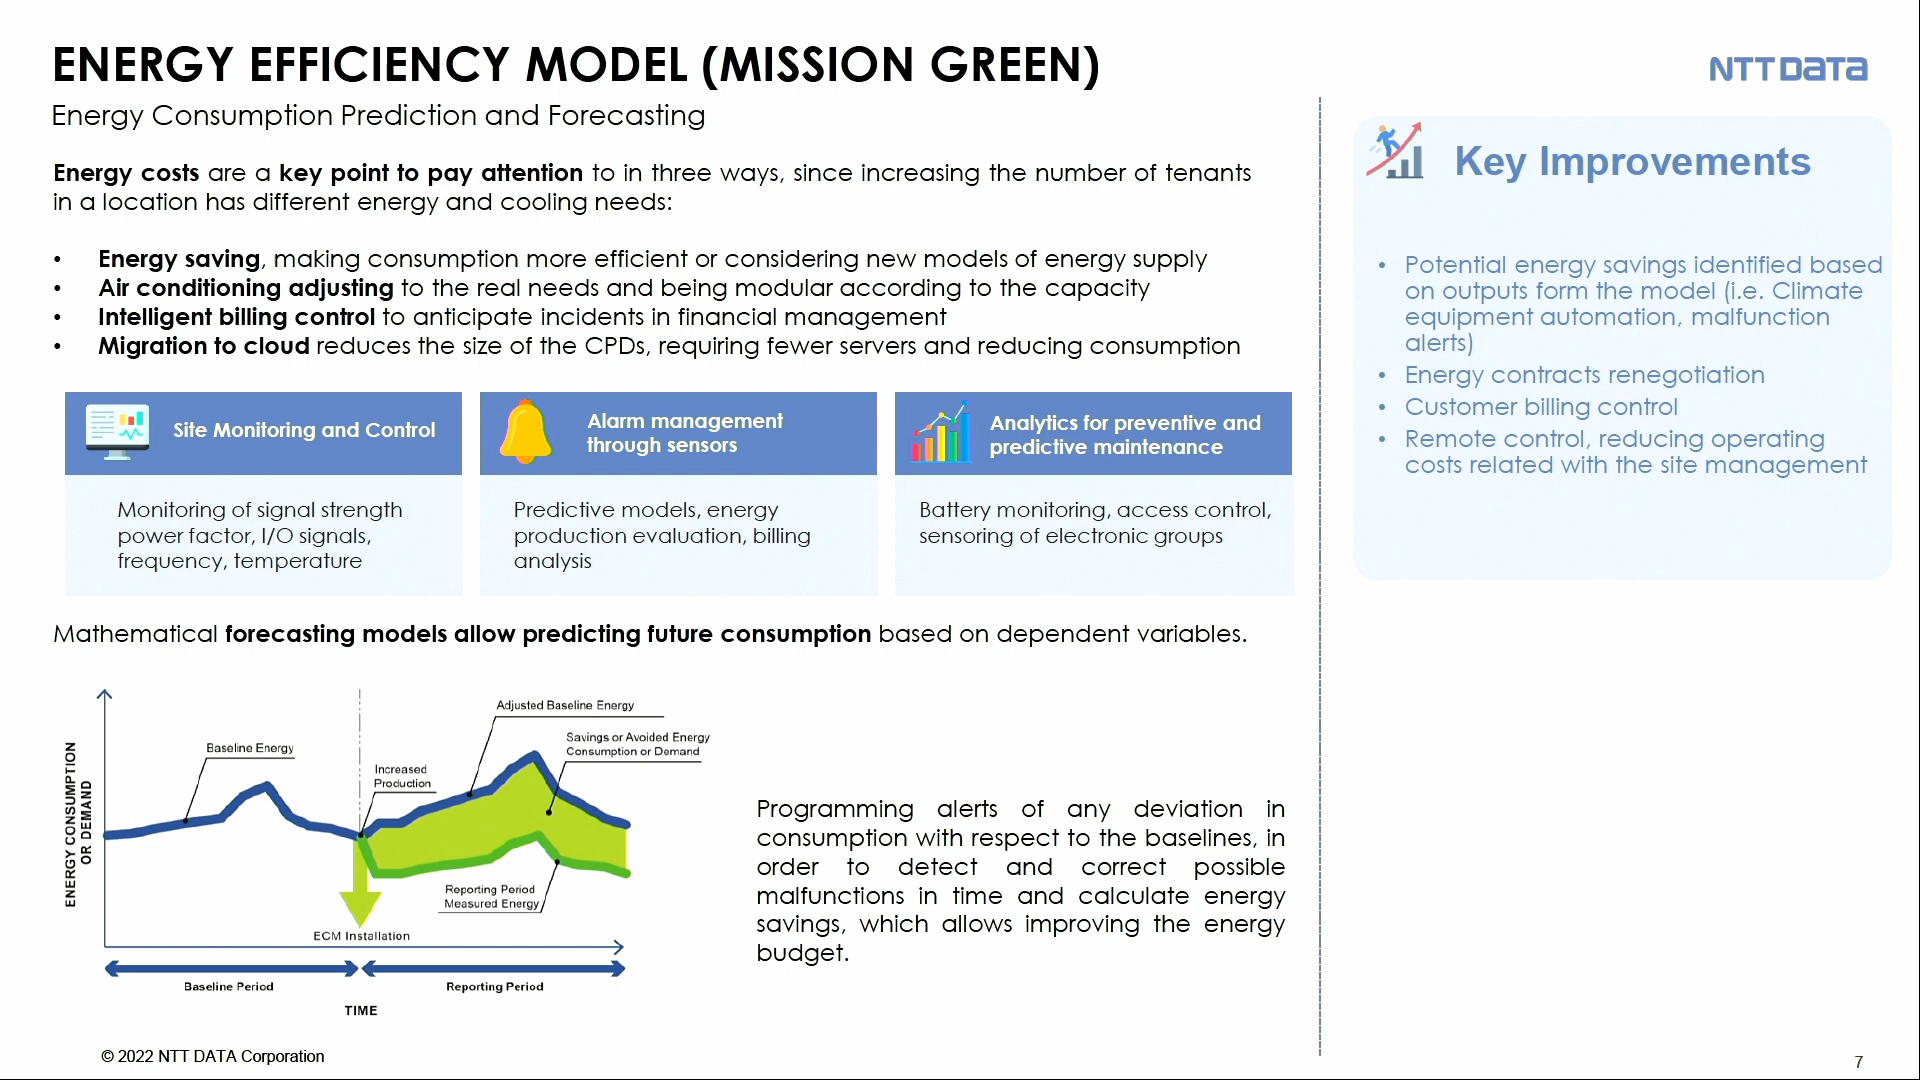 ENERGY EFFICIENCY MODEL (MISSION GREEN)
NTT DATA
Energy Consumption Prediction and Forecasting
Energy costs are a key point to pay attention to in three ways, since increasing the number of tenants
in a location has different energy and cooling needs:
• Energy saving, making consumption more efficient or considering new models of energy supply
• Air conditioning adjusting to the real needs and being modular according to the capacity
• Intelligent billing control to anticipate incidents in financial management
• Migration to cloud reduces the size of the CPDs, requiring fewer servers and reducing consumption
Site Monitoring and Control
Monitoring of signal strength
power factor, I/O signals,
frequency, temperature
Alarm management
through sensors
Predictive models, energy
production evaluation, billing
analysis
Analytics for preventive and
predictive maintenance
Battery monitoring, access control,
sensoring of electronic groups
Mathematical forecasting models allow predicting future consumption based on dependent variables.
ENERGY CONSUMPTION
OR DEMAND
Baseline Energy
Increased
Production
Adjusted Baseline Energy
Savings or Avoided Energy
Consumption or Demand
Reporting Period
Measured Energy
ECM Installation
Baseline Period
Reporting Period
TIME
Programming alerts of any deviation in
consumption with respect to the baselines, in
order to detect and correct possible
malfunctions in time and calculate energy
savings, which allows improving the energy
budget.
Key Improvements
• Potential energy savings identified based
on outputs form the model (i.e. Climate
equipment automation, malfunction
alerts)
• Energy contracts renegotiation
• Customer billing control
• Remote control, reducing operating
costs related with the site management
© 2022 NTT DATA Corporation
7